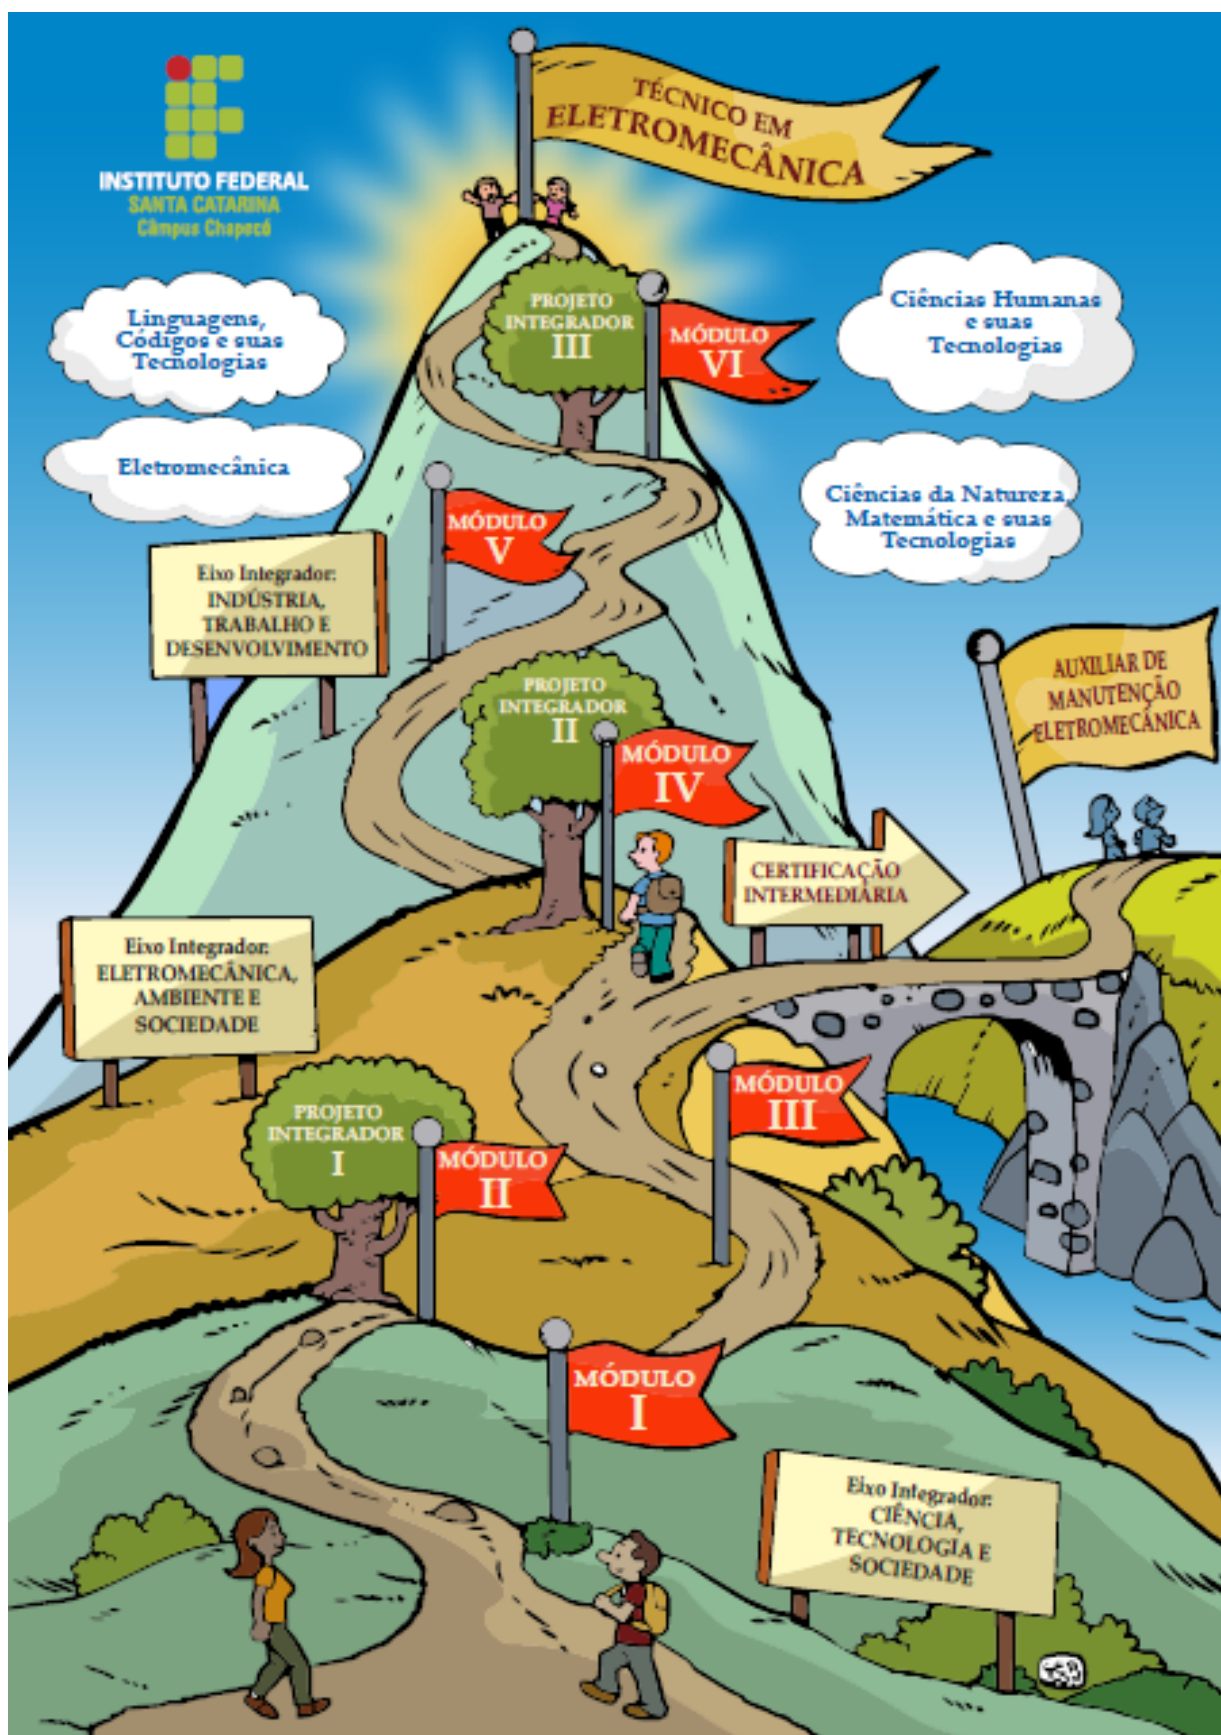 TÉCNICO EM
ELETROMECÂNICA
INSTITUTO FEDERAL
SANTA CATARINA
Câmpus Chapecó
Linguagens,
Códigos e suas
Tecnologias
Ciências Humanas
e suas
Tecnologias
PROJETO
INTEGRADOR
III
MÓDULO
VI
Eletromecânica
Ciências da Natureza,
Matemática e suas
Tecnologias
MÓDULO
V
Eixo Integrador:
INDÚSTRIA,
TRABALHO E
DESENVOLVIMENTO
AUXILIAR DE
MANUTENÇÃO
ELETROMECÂNICA
PROJETO
INTEGRADOR
II
MÓDULO
IV
CERTIFICAÇÃO
INTERMEDIÁRIA
Eixo Integrador:
ELETROMECÂNICA,
AMBIENTE E
SOCIEDADE
MÓDULO
III
PROJETO
INTEGRADOR
I
MÓDULO
II
MÓDULO
I
Eixo Integrador:
CIÊNCIA,
TECNOLOGIA E
SOCIEDADE